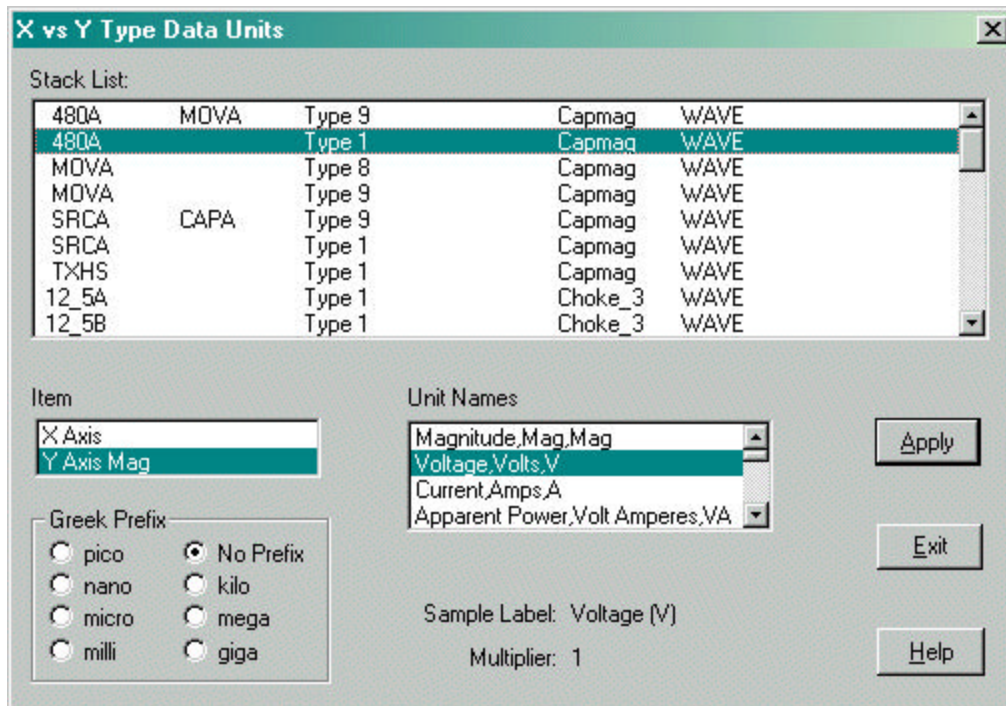 X vs Y Type Data Units
Stack List:
480A MOVA Type 9 Capmag WAVE
480A Type 1 Capmag WAVE
MOVA Type 8 Capmag WAVE
MOVA Type 9 Capmag WAVE
SRCA CAPA Type 9 Capmag WAVE
SRCA Type 1 Capmag WAVE
TXHS Type 1 Capmag WAVE
12_5A Type 1 Choke_3 WAVE
12_5B Type 1 Choke_3 WAVE
Item
X Axis
Y Axis Mag
Unit Names
Magnitude,Mag,Mag
Voltage,Volts,V
Current,Amps,A
Apparent Power,Volt Amperes,VA
Apply
Greek Prefix
pico No Prefix
nano kilo
micro mega
milli giga
Exit
Sample Label: Voltage (V)
Multiplier: 1
Help